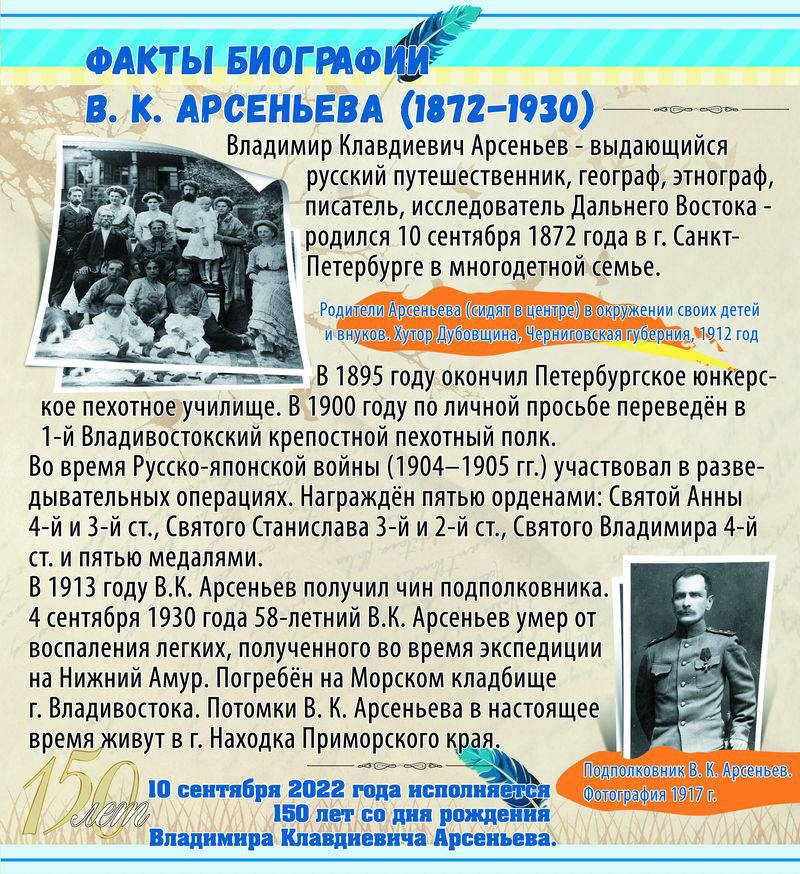 ФАКТЫ БИОГРАФИИ
В. К. АРСЕНЬЕВА (1872–1930)
Владимир Клавдиевич Арсеньев - выдающийся
русский путешественник, географ, этнограф,
писатель, исследователь Дальнего Востока -
родился 10 сентября 1872 года в г. Санкт-
Петербурге в многодетной семье.
Родители Арсеньева (сидят в центре) в окружении своих детей
и внуков. Хутор Дубовщина, Черниговская губерния, 1912 год
В 1895 году окончил Петербургское юнкерс-
кое пехотное училище. В 1900 году по личной просьбе переведён в
1-й Владивостокский крепостной пехотный полк.
Во время Русско-японской войны (1904–1905 гг.) участвовал в разве-
дывательных операциях. Награждён пятью орденами: Святой Анны
4-й и 3-й ст., Святого Станислава 3-й и 2-й ст., Святого Владимира 4-й
ст. и пятью медалями.
В 1913 году В.К. Арсеньев получил чин подполковника.
4 сентября 1930 года 58-летний В.К. Арсеньев умер от
воспаления легких, полученного во время экспедиции
на Нижний Амур. Погребён на Морском кладбище
г. Владивостока. Потомки В. К. Арсеньева в настоящее
время живут в г. Находка Приморского края.
Подполковник В. К. Арсеньев.
Фотография 1917 г.
150 лет
10 сентября 2022 года исполняется
150 лет со дня рождения
Владимира Клавдиевича Арсеньева.